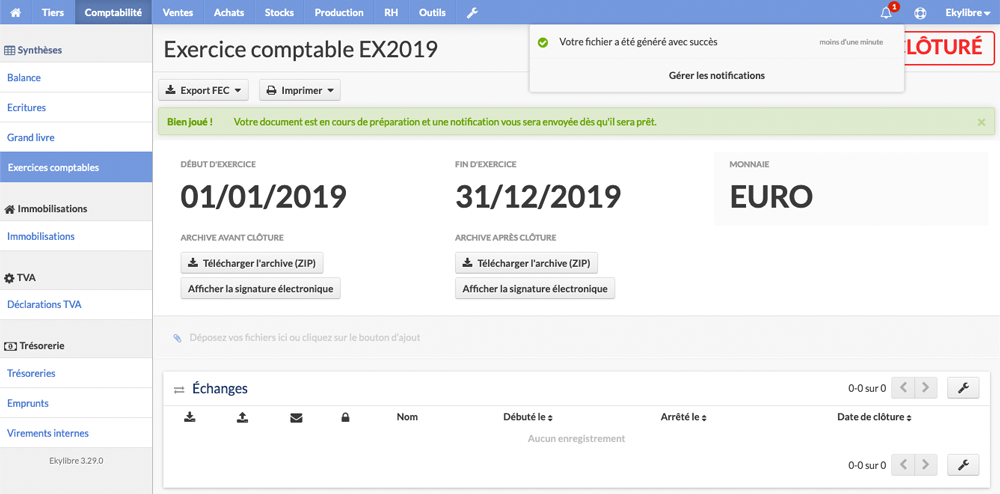 Tiers Comptabilité Ventes Achats Stocks Production RH Outils 1 Ekylibre
Synthèses
Balance
Ecritures
Grand livre
Exercices comptables
Immobilisations
Immobilisations
TVA
Déclarations TVA
Trésorerie
Trésoreries
Emprunts
Virements internes
Ekylibre 3.29.0
Exercice comptable EX2019
Votre fichier a été généré avec succès moins d'une minute
Gérer les notifications
Export FEC Imprimer
Bien joué ! Votre document est en cours de préparation et une notification vous sera envoyée dès qu'il sera prêt. ×
DÉBUT D'EXERCICE FIN D'EXERCICE MONNAIE
01/01/2019 31/12/2019 EURO
ARCHIVE AVANT CLÔTURE ARCHIVE APRÈS CLÔTURE
Télécharger l'archive (ZIP) Télécharger l'archive (ZIP)
Afficher la signature électronique Afficher la signature électronique
Déposez vos fichiers ici ou cliquez sur le bouton d'ajout
Échanges 0-0 sur 0
Nom Débuté le Arrêté le Date de clôture
Aucun enregistrement
0-0 sur 0